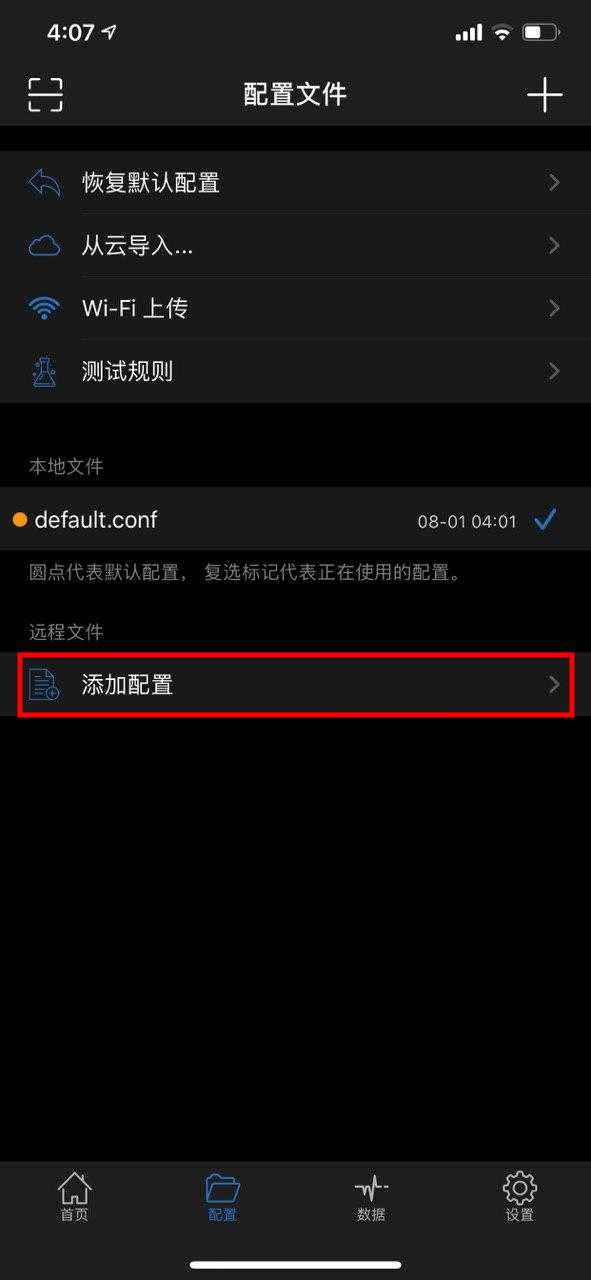 4:07
配置文件
恢复默认配置
从云导入...
Wi-Fi 上传
测试规则
本地文件
default.conf 08-01 04:01
圆点代表默认配置， 复选标记代表正在使用的配置。
远程文件
添加配置
首页 配置 数据 设置